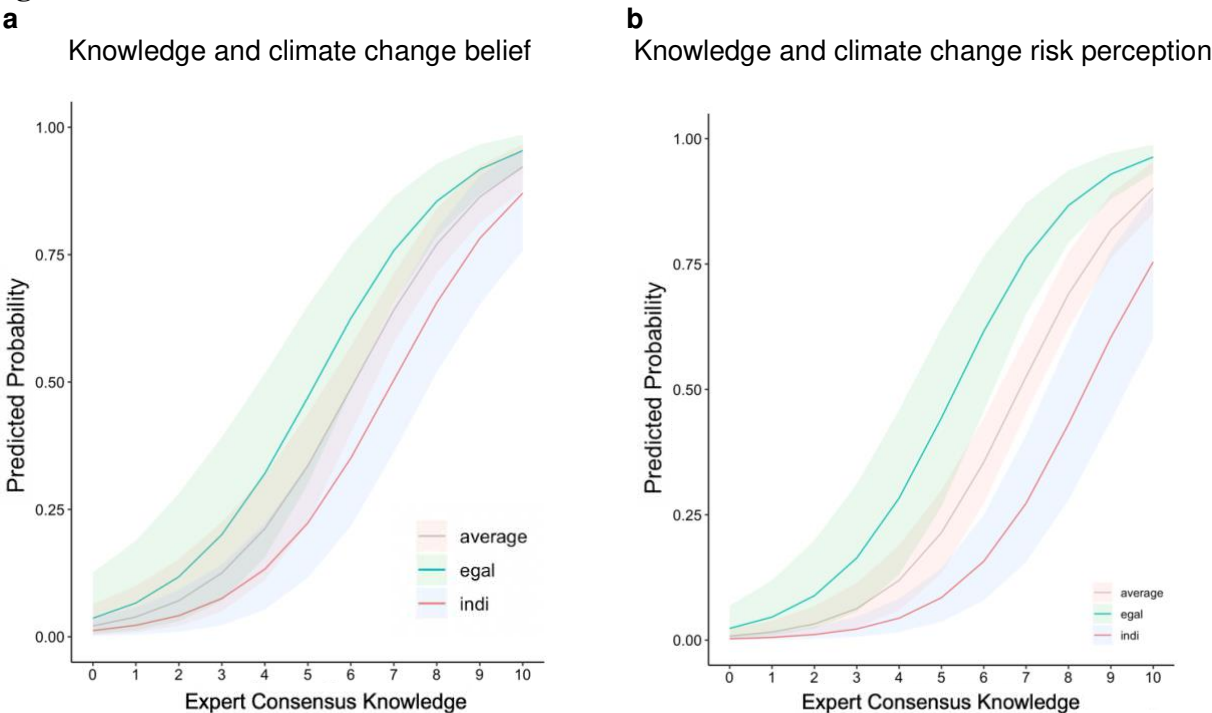 a
Knowledge and climate change belief
1.00
0.75
0.50
0.25
0.00
Predicted Probability
average
egal
indi
0 1 2 3 4 5 6 7 8 9 10
Expert Consensus Knowledge
b
Knowledge and climate change risk perception
1.00
0.75
0.50
0.25
0.00
Predicted Probability
average
egal
indi
0 1 2 3 4 5 6 7 8 9 10
Expert Consensus Knowledge